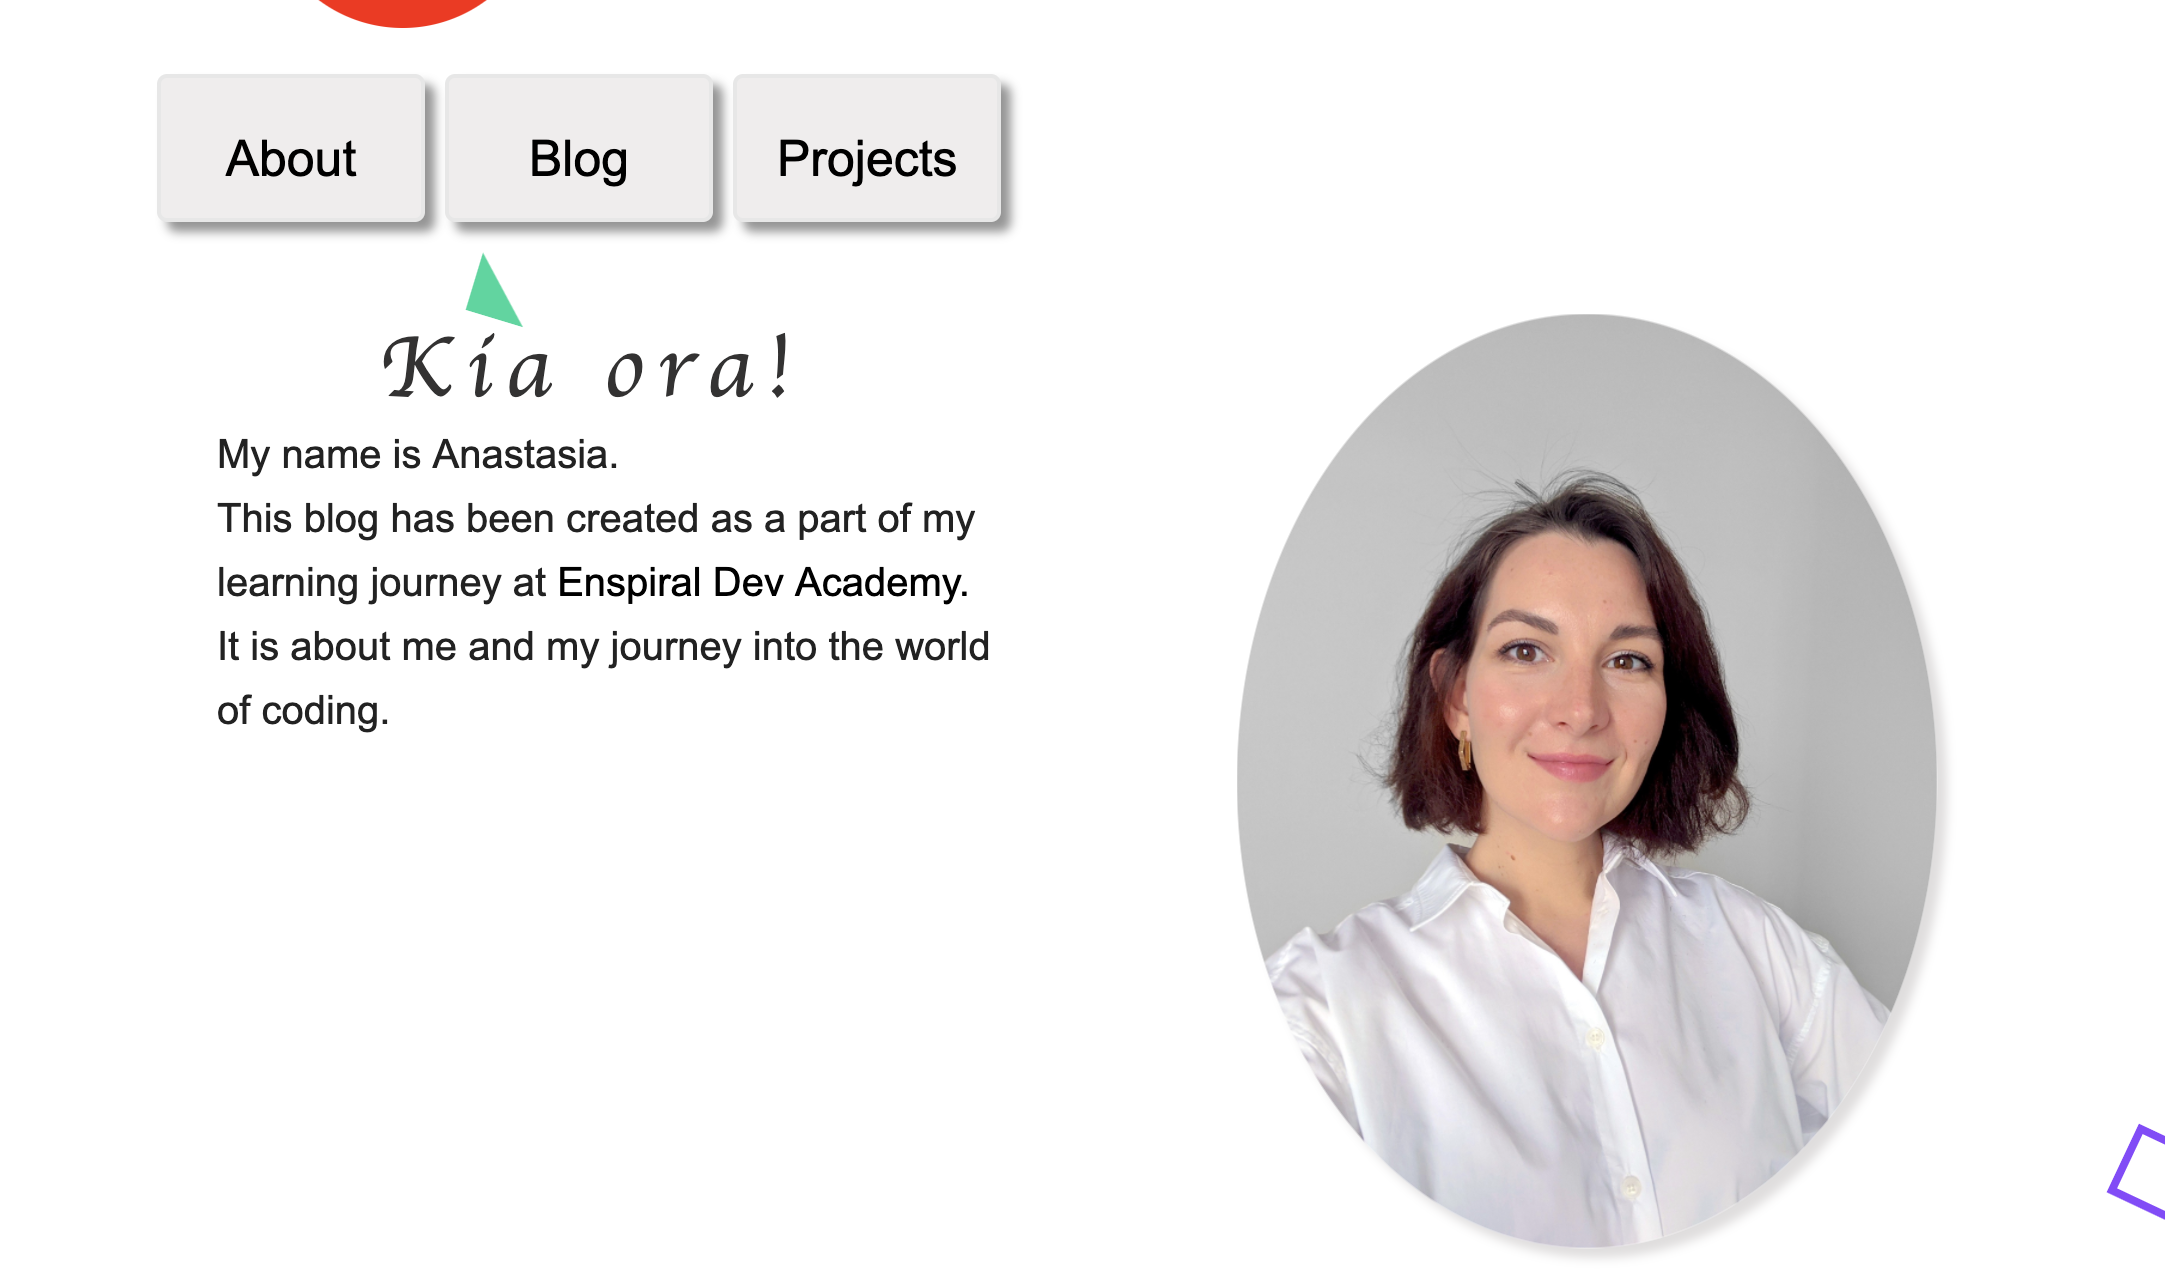 About
Blog
Projects
Kia ora!
My name is Anastasia.
This blog has been created as a part of my
learning journey at Enspiral Dev Academy.
It is about me and my journey into the world
of coding.